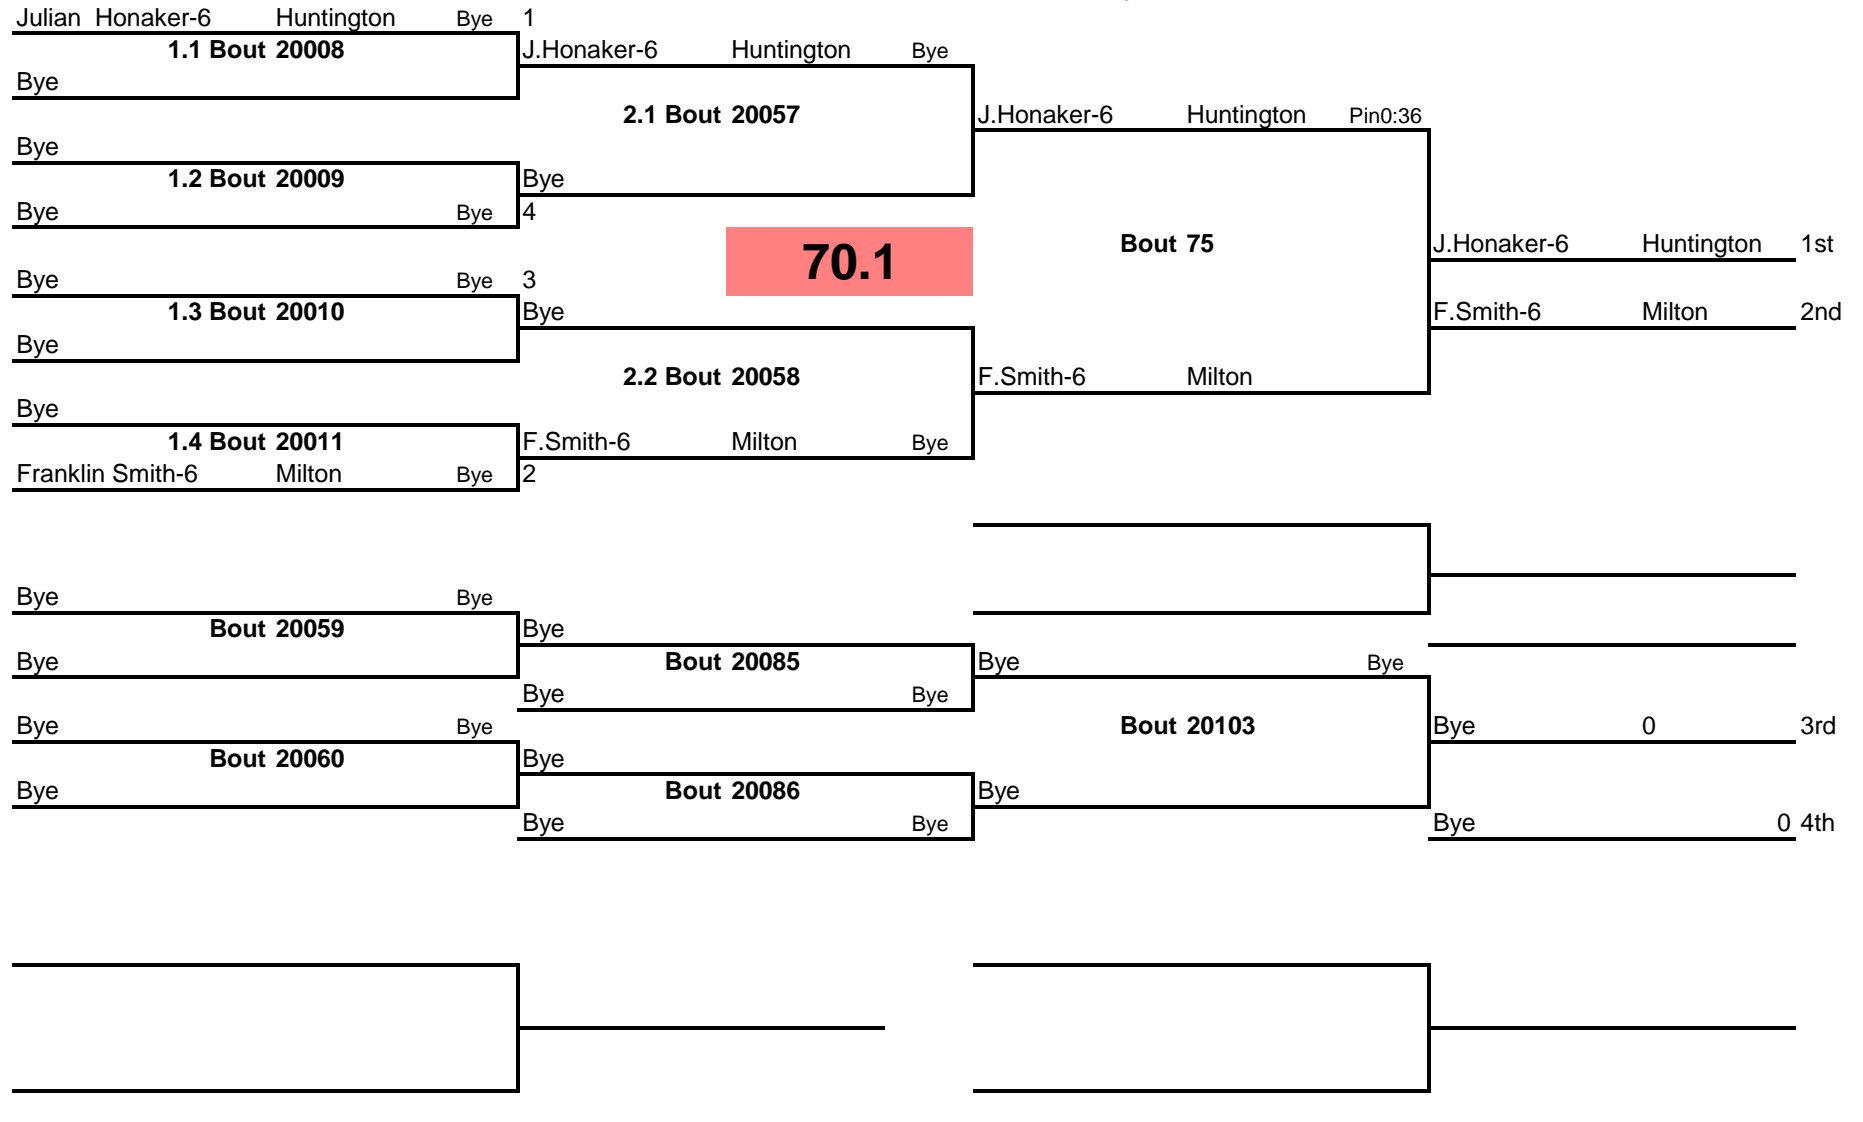 Julian Honaker-6 Huntington Bye 1
1.1 Bout 20008 J.Honaker-6 Huntington Bye
Bye
2.1 Bout 20057 J.Honaker-6 Huntington Pin0:36
Bye
1.2 Bout 20009 Bye
Bye Bye 4
70.1 Bout 75 J.Honaker-6 Huntington 1st
Bye Bye 3
1.3 Bout 20010 Bye F.Smith-6 Milton 2nd
Bye
2.2 Bout 20058 F.Smith-6 Milton
Bye
1.4 Bout 20011 F.Smith-6 Milton Bye
Franklin Smith-6 Milton Bye 2
Bye Bye
Bout 20059 Bye
Bye Bout 20085 Bye Bye
Bye Bye
Bye Bye Bout 20103 Bye 0 3rd
Bout 20060 Bye
Bye Bout 20086 Bye
Bye Bye Bye 0 4th